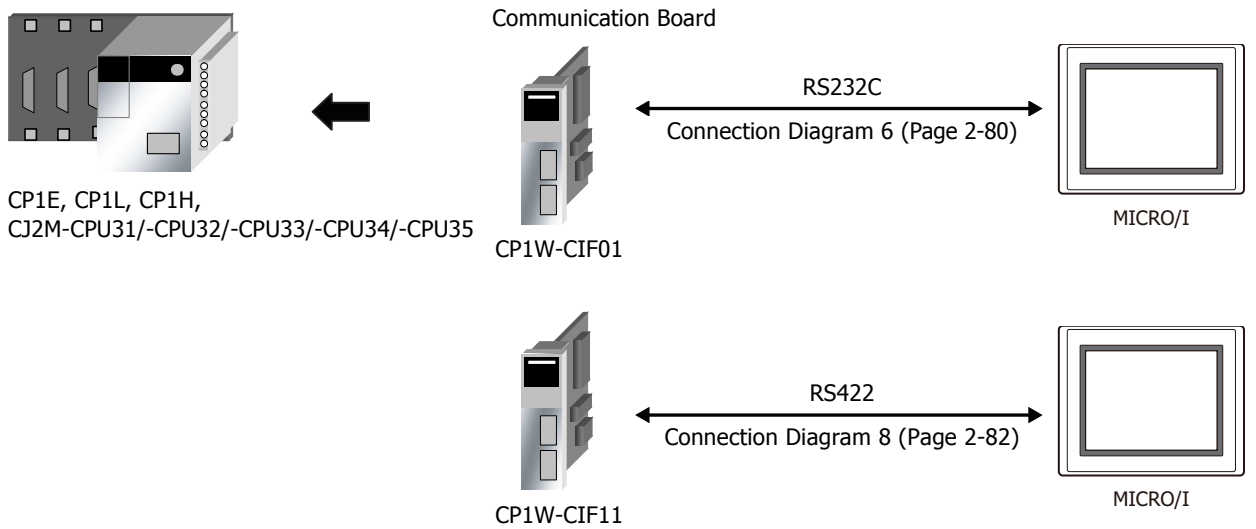 Communication Board
RS232C
Connection Diagram 6 (Page 2-80)
CP1E, CP1L, CP1H,
CJ2M-CPU31/-CPU32/-CPU33/-CPU34/-CPU35
CP1W-CIF01
MICRO/I
RS422
Connection Diagram 8 (Page 2-82)
CP1W-CIF11
MICRO/I